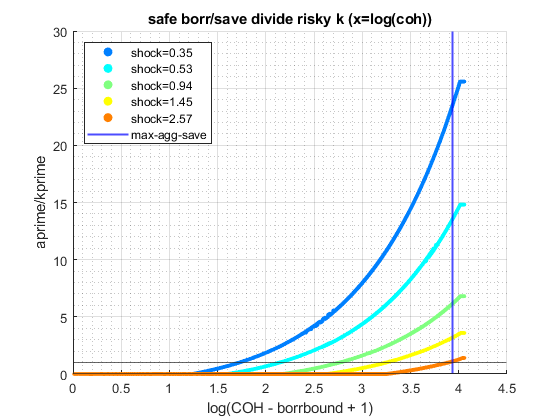 safe borr/save divide risky k (x=log(coh))
30
25
20
15
10
5
0
shock=0.35
shock=0.53
shock=0.94
shock=1.45
shock=2.57
max-agg-save
aprime/kprime
0 0.5 1 1.5 2 2.5 3 3.5 4 4.5
log(COH - borrbound + 1)